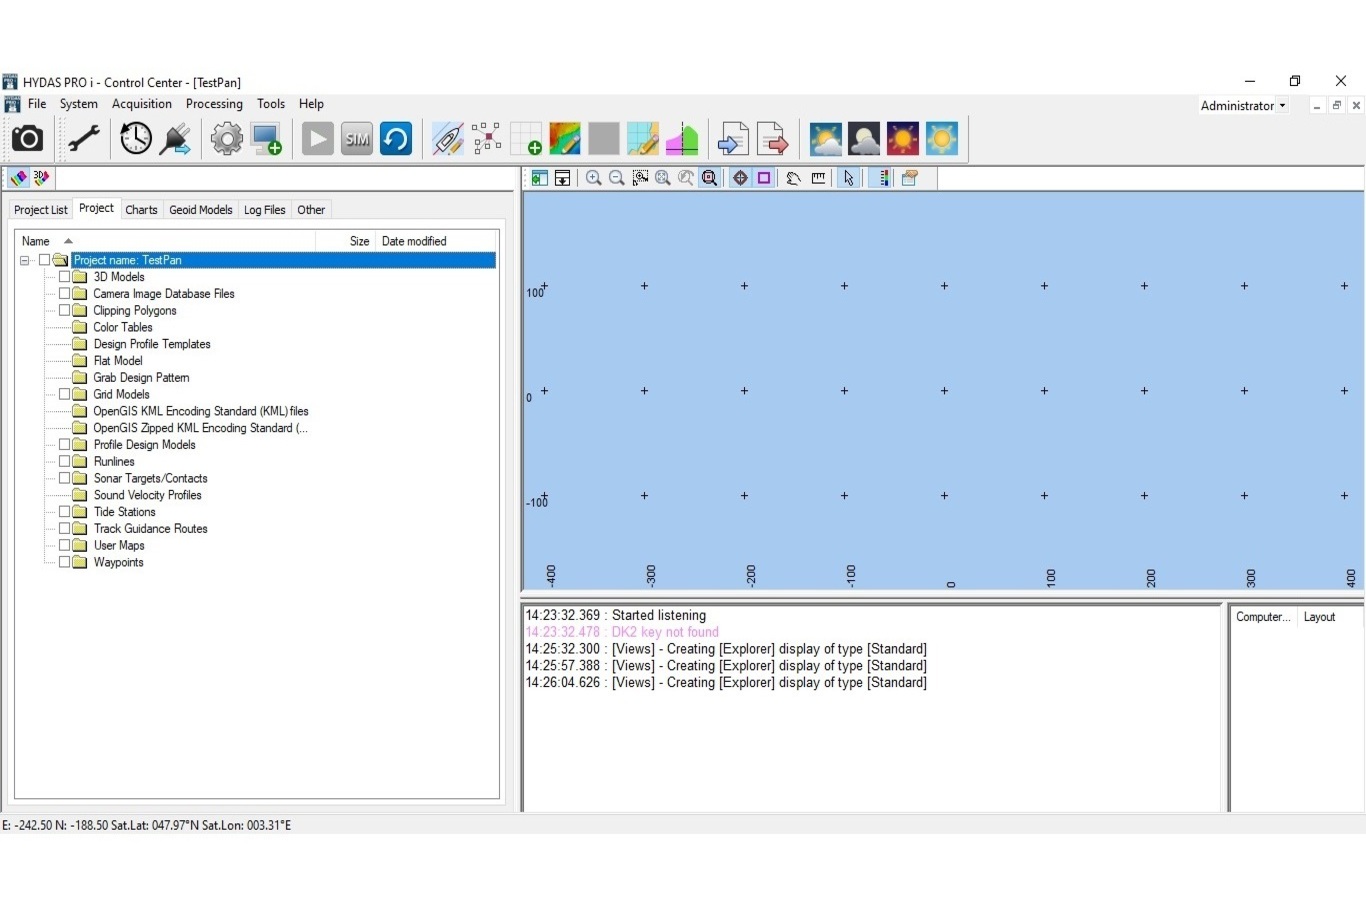 HYDAS PRO i - Control Center - [TestPan]
File System Acquisition Processing Tools Help
Administrator
SIM
3D
Project List Project Charts Geoid Models Log Files Other
Name Size Date modified
Project name: TestPan
3D Models
Camera Image Database Files
Clipping Polygons
Color Tables
Design Profile Templates
Flat Model
Grab Design Pattern
Grid Models
OpenGIS KML Encoding Standard (KML) files
OpenGIS Zipped KML Encoding Standard (...
Profile Design Models
Runlines
Sonar Targets/Contacts
Sound Velocity Profiles
Tide Stations
Track Guidance Routes
User Maps
Waypoints
100
0
-100
-400 -300 -200 -100 0 100 200 300 400
14:23:32.369 : Started listening
14:23:32.478 : DK2 key not found
14:25:32.300 : [Views] - Creating [Explorer] display of type [Standard]
14:25:57.388 : [Views] - Creating [Explorer] display of type [Standard]
14:26:04.626 : [Views] - Creating [Explorer] display of type [Standard]
Computer... Layout
E: -242.50 N: -188.50 Sat.Lat: 047.97°N Sat.Lon: 003.31°E